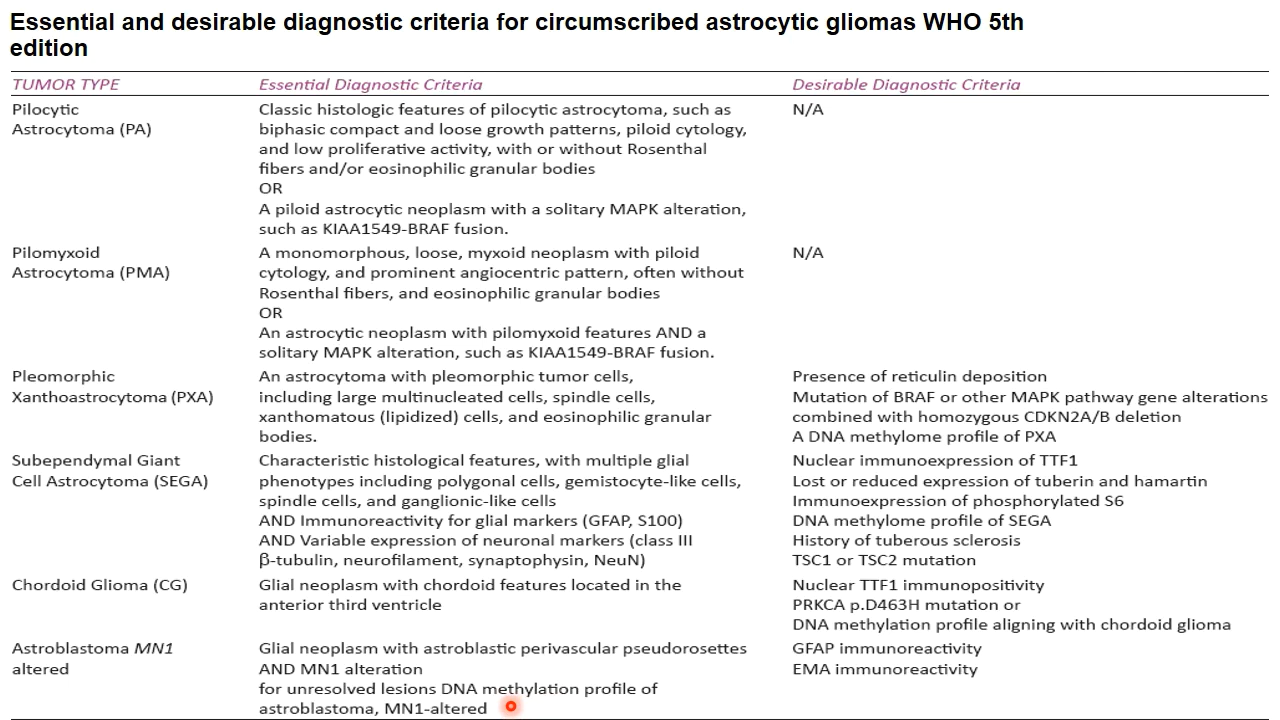 Essential and desirable diagnostic criteria for circumscribed astrocytic gliomas WHO 5th
edition
TUMOR TYPE Essential Diagnostic Criteria Desirable Diagnostic Criteria
Pilocytic
Astrocytoma (PA)
Classic histologic features of pilocytic astrocytoma, such as
biphasic compact and loose growth patterns, piloid cytology,
and low proliferative activity, with or without Rosenthal
fibers and/or eosinophilic granular bodies
OR
A piloid astrocytic neoplasm with a solitary MAPK alteration,
such as KIAA1549-BRAF fusion.
N/A
Pilomyxoid
Astrocytoma (PMA)
A monomorphous, loose, myxoid neoplasm with piloid
cytology, and prominent angiocentric pattern, often without
Rosenthal fibers, and eosinophilic granular bodies
OR
An astrocytic neoplasm with pilomyxoid features AND a
solitary MAPK alteration, such as KIAA1549-BRAF fusion.
N/A
Pleomorphic
Xanthoastrocytoma (PXA)
An astrocytoma with pleomorphic tumor cells,
including large multinucleated cells, spindle cells,
xanthomatous (lipidized) cells, and eosinophilic granular
bodies.
Presence of reticulin deposition
Mutation of BRAF or other MAPK pathway gene alterations
combined with homozygous CDKN2A/B deletion
A DNA methylome profile of PXA
Subependymal Giant
Cell Astrocytoma (SEGA)
Characteristic histological features, with multiple glial
phenotypes including polygonal cells, gemistocyte-like cells,
spindle cells, and ganglionic-like cells
AND Immunoreactivity for glial markers (GFAP, S100)
AND Variable expression of neuronal markers (class III
β-tubulin, neurofilament, synaptophysin, NeuN)
Nuclear immunoexpression of TTF1
Lost or reduced expression of tuberin and hamartin
Immunoexpression of phosphorylated S6
DNA methylome profile of SEGA
History of tuberous sclerosis
TSC1 or TSC2 mutation
Chordoid Glioma (CG)
Glial neoplasm with chordoid features located in the
anterior third ventricle
Nuclear TTF1 immunopositivity
PRKCA p.D463H mutation or
DNA methylation profile aligning with chordoid glioma
Astroblastoma MN1
altered
Glial neoplasm with astroblastic perivascular pseudorosettes
AND MN1 alteration
for unresolved lesions DNA methylation profile of
astroblastoma, MN1-altered
GFAP immunoreactivity
EMA immunoreactivity